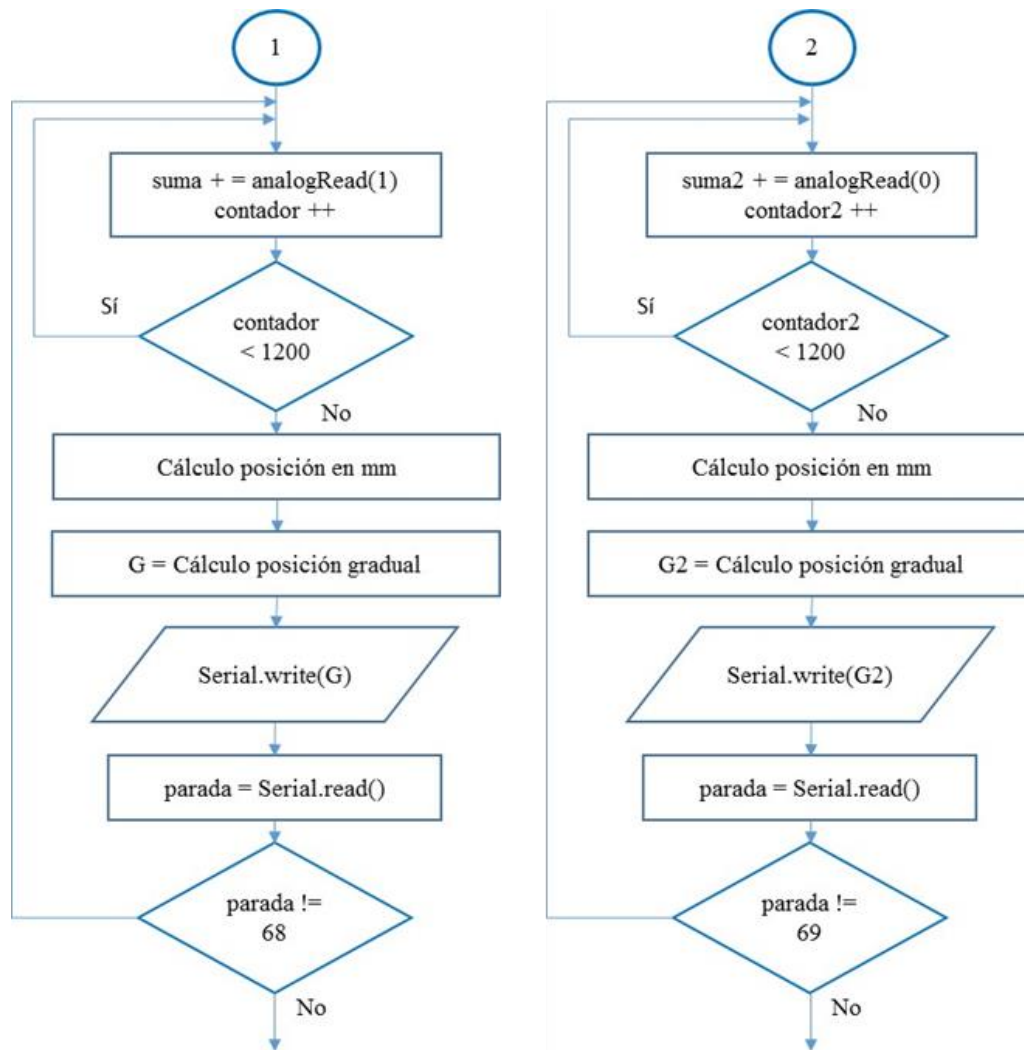 1
suma + = analogRead(1)
contador ++
Sí
contador
< 1200
No
Cálculo posición en mm
G = Cálculo posición gradual
Serial.write(G)
parada = Serial.read()
parada !=
68
No
2
suma2 + = analogRead(0)
contador2 ++
Sí
contador2
< 1200
No
Cálculo posición en mm
G2 = Cálculo posición gradual
Serial.write(G2)
parada = Serial.read()
parada !=
69
No